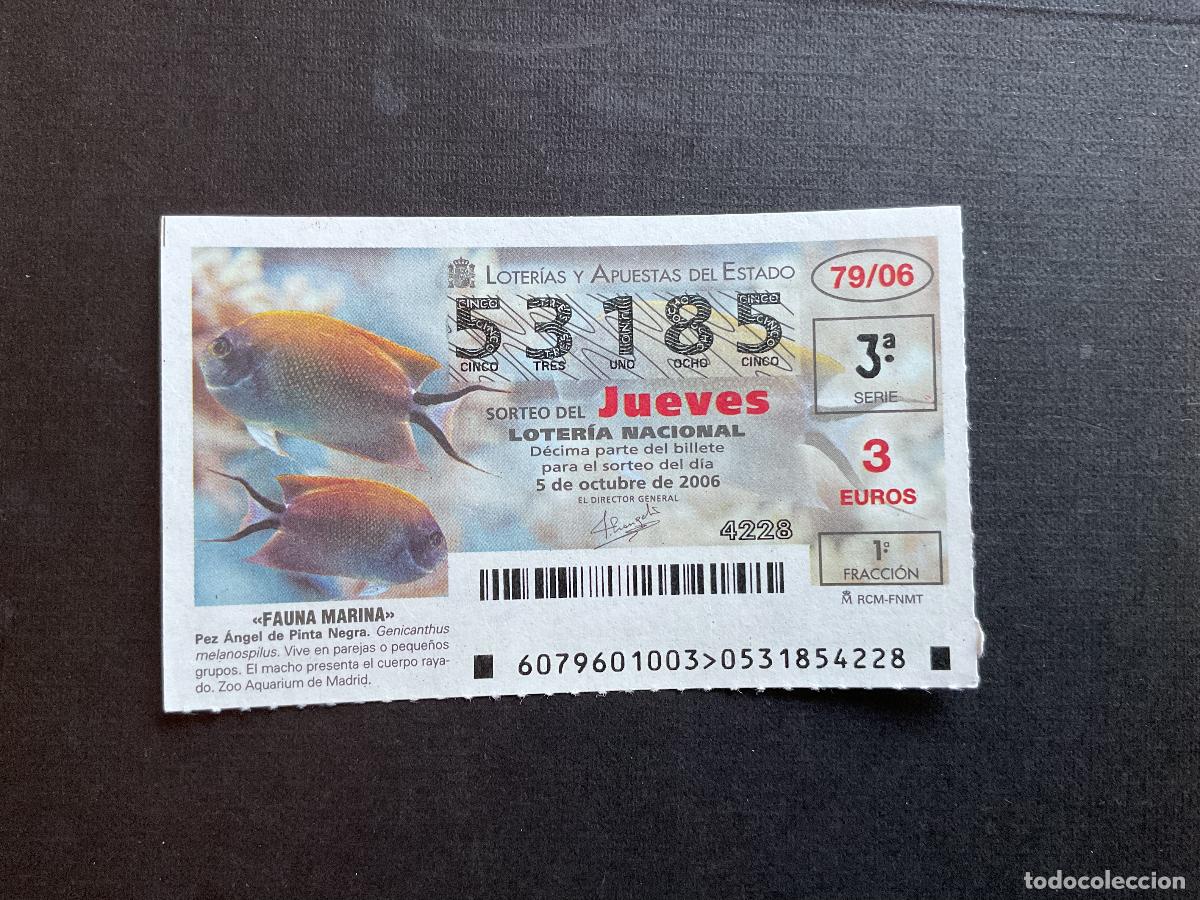 LOTERÍAS Y APUESTAS DEL ESTADO
79/06
53185
CINCO TRES UNO OCHO CINCO
3ª
SERIE
SORTEO DEL Jueves
LOTERÍA NACIONAL
Décima parte del billete
para el sorteo del día
5 de octubre de 2006
EL DIRECTOR GENERAL
4228
3
EUROS
1ª
FRACCIÓN
RCM-FNMT
«FAUNA MARINA»
Pez Ángel de Pinta Negra. Genicanthus
melanospilus. Vive en parejas o pequeños
grupos. El macho presenta el cuerpo raya-
do. Zoo Aquarium de Madrid.
6079601003>0531854228
todocoleccion